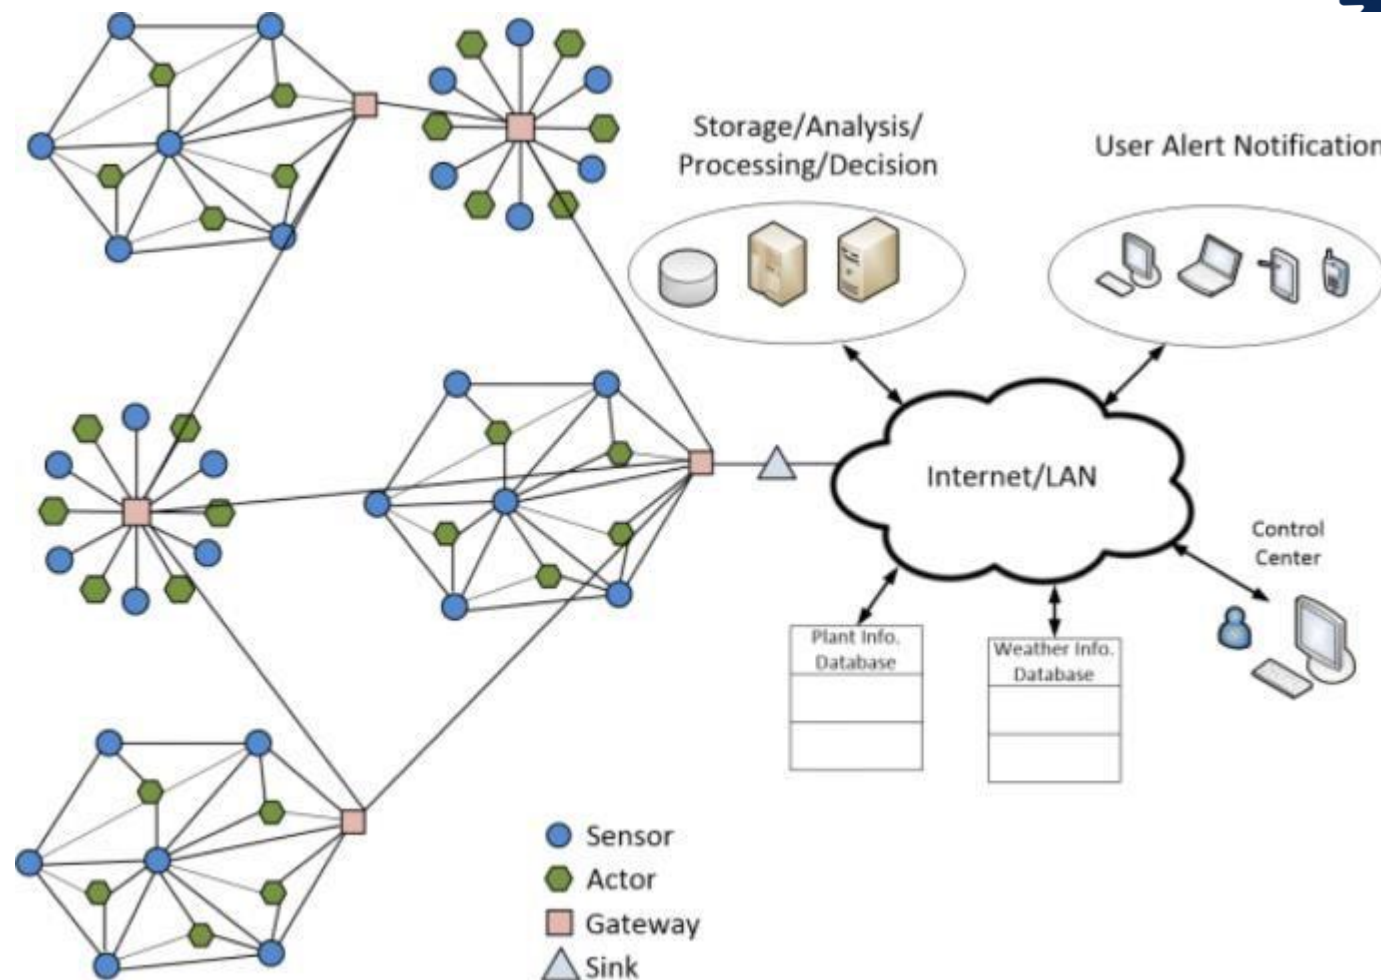 Storage/Analysis/
Processing/Decision
User Alert Notification
Internet/LAN
Control
Center
Plant Info.
Database
Weather Info.
Database
Sensor
Actor
Gateway
Sink